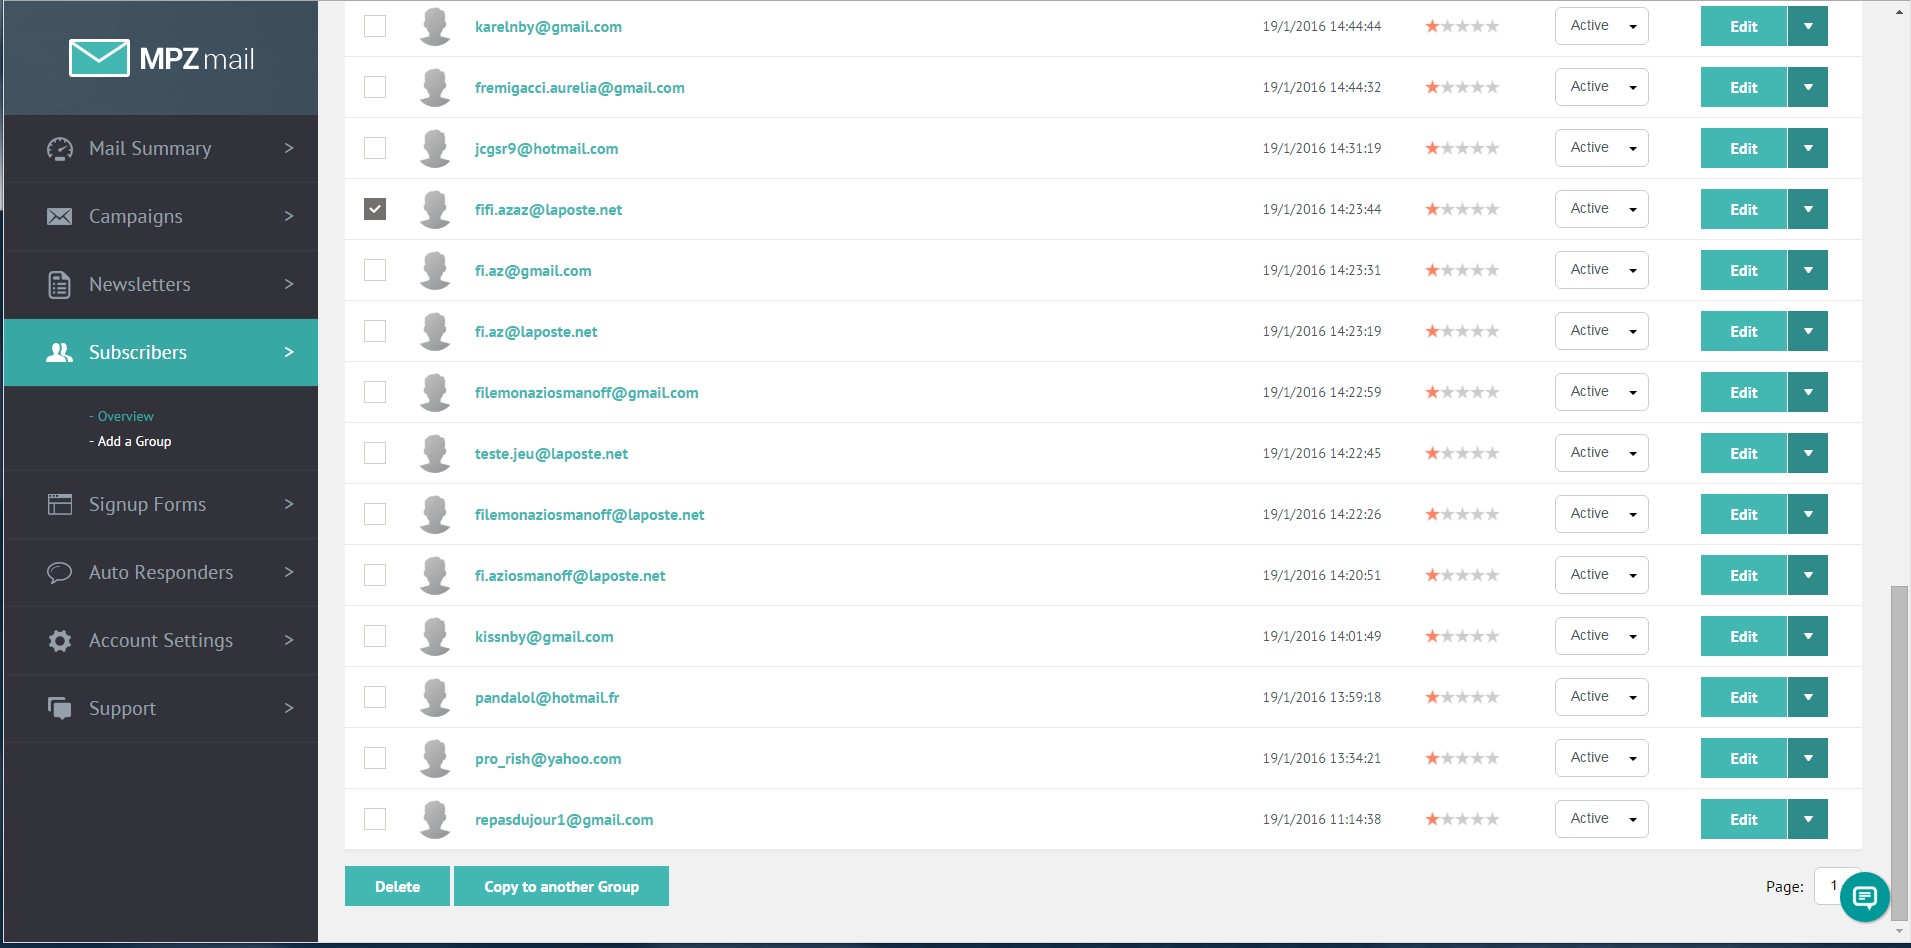 MPZmail
Mail Summary >
Campaigns >
Newsletters >
Subscribers >
- Overview
- Add a Group
Signup Forms >
Auto Responders >
Account Settings >
Support >
karelnby@gmail.com 19/1/2016 14:44:44 Active Edit
fremigacci.aurelia@gmail.com 19/1/2016 14:44:32 Active Edit
jcgsr9@hotmail.com 19/1/2016 14:31:19 Active Edit
fifi.azaz@laposte.net 19/1/2016 14:23:44 Active Edit
fi.az@gmail.com 19/1/2016 14:23:31 Active Edit
fi.az@laposte.net 19/1/2016 14:23:19 Active Edit
filemonaziosmanoff@gmail.com 19/1/2016 14:22:59 Active Edit
teste.jeu@laposte.net 19/1/2016 14:22:45 Active Edit
filemonaziosmanoff@laposte.net 19/1/2016 14:22:26 Active Edit
fi.aziosmanoff@laposte.net 19/1/2016 14:20:51 Active Edit
kissnby@gmail.com 19/1/2016 14:01:49 Active Edit
pandalol@hotmail.fr 19/1/2016 13:59:18 Active Edit
pro_rish@yahoo.com 19/1/2016 13:34:21 Active Edit
repasdujour1@gmail.com 19/1/2016 11:14:38 Active Edit
Delete Copy to another Group Page: 1